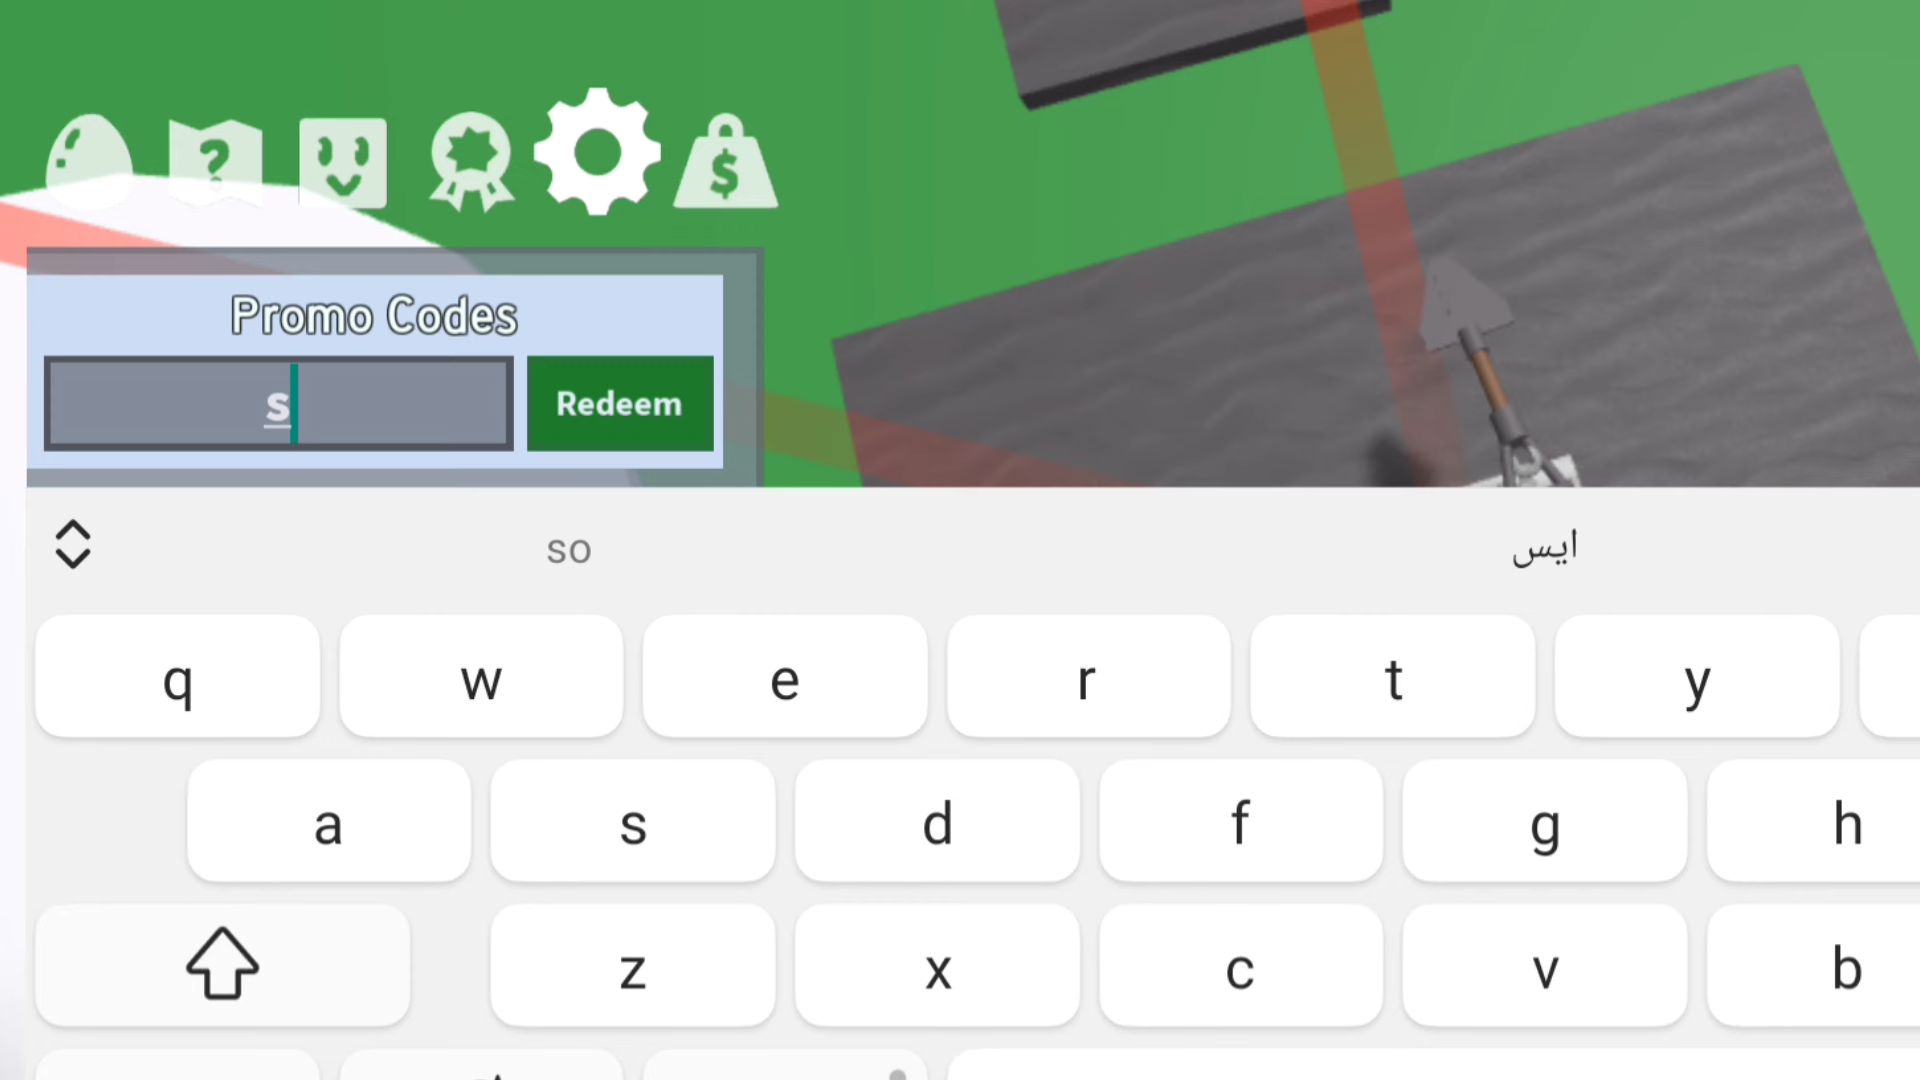 ?
$
Promo Codes
s
Redeem
so
ايس
q w e r t y
a s d f g h
z x c v b